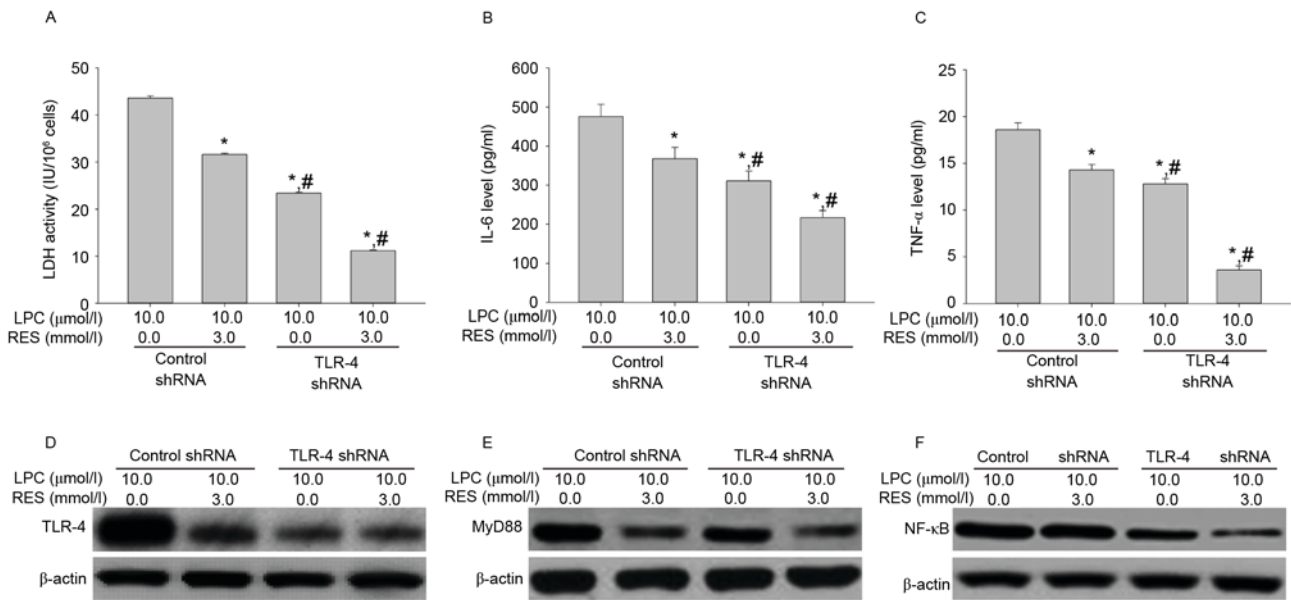 A
LDH activity (IU/10⁶ cells)
50
40
30
20
10
0
*
*,#
*,#
LPC (μmol/l) 10.0 10.0 10.0 10.0
RES (mmol/l) 0.0 3.0 0.0 3.0
Control shRNA
TLR-4 shRNA
B
IL-6 level (pg/ml)
600
500
400
300
200
100
0
*
*,#
*,#
LPC (μmol/l) 10.0 10.0 10.0 10.0
RES (mmol/l) 0.0 3.0 0.0 3.0
Control shRNA
TLR-4 shRNA
C
TNF-α level (pg/ml)
25
20
15
10
5
0
*
*,#
*,#
LPC (μmol/l) 10.0 10.0 10.0 10.0
RES (mmol/l) 0.0 3.0 0.0 3.0
Control shRNA
TLR-4 shRNA
D
Control shRNA TLR-4 shRNA
LPC (μmol/l) 10.0 10.0 10.0 10.0
RES (mmol/l) 0.0 3.0 0.0 3.0
TLR-4
β-actin
E
Control shRNA TLR-4 shRNA
LPC (μmol/l) 10.0 10.0 10.0 10.0
RES (mmol/l) 0.0 3.0 0.0 3.0
MyD88
β-actin
F
Control shRNA TLR-4 shRNA
LPC (μmol/l) 10.0 10.0 10.0 10.0
RES (mmol/l) 0.0 3.0 0.0 3.0
NF-κB
β-actin